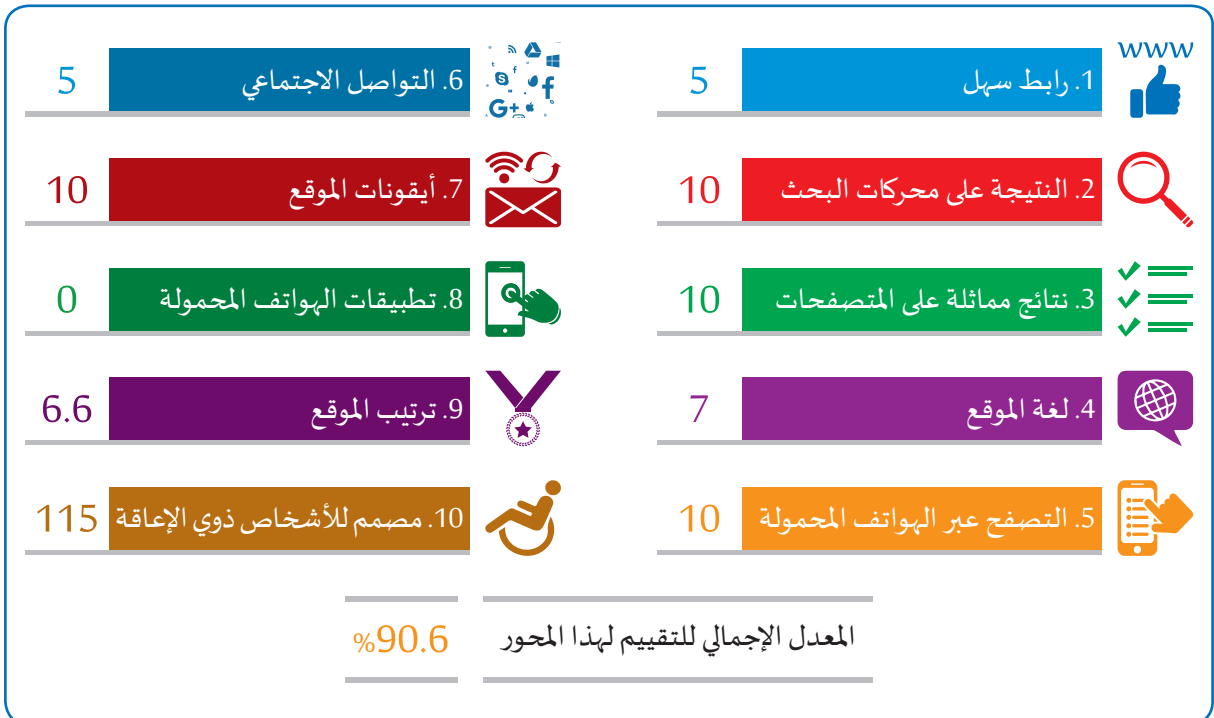 www
1. رابط سهل
5
2. النتيجة على محركات البحث
10
3. نتائج مماثلة على المتصفحات
10
4. لغة الموقع
7
5. التصفح عبر الهواتف المحمولة
10
6. التواصل الاجتماعي
5
7. أيقونات الموقع
10
8. تطبيقات الهواتف المحمولة
0
9. ترتيب الموقع
6.6
10. مصمم للأشخاص ذوي الإعاقة
115
المعدل الإجمالي للتقييم لهذا المحور
%90.6